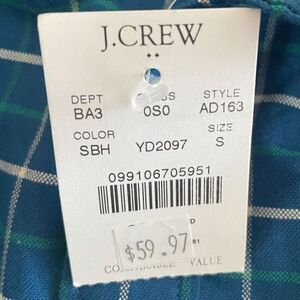 J.CREW
DEPT STYLE
BA3 0S0 AD163
COLOR SIZE
SBH YD2097 S
099106705951
$59.97
VALUE